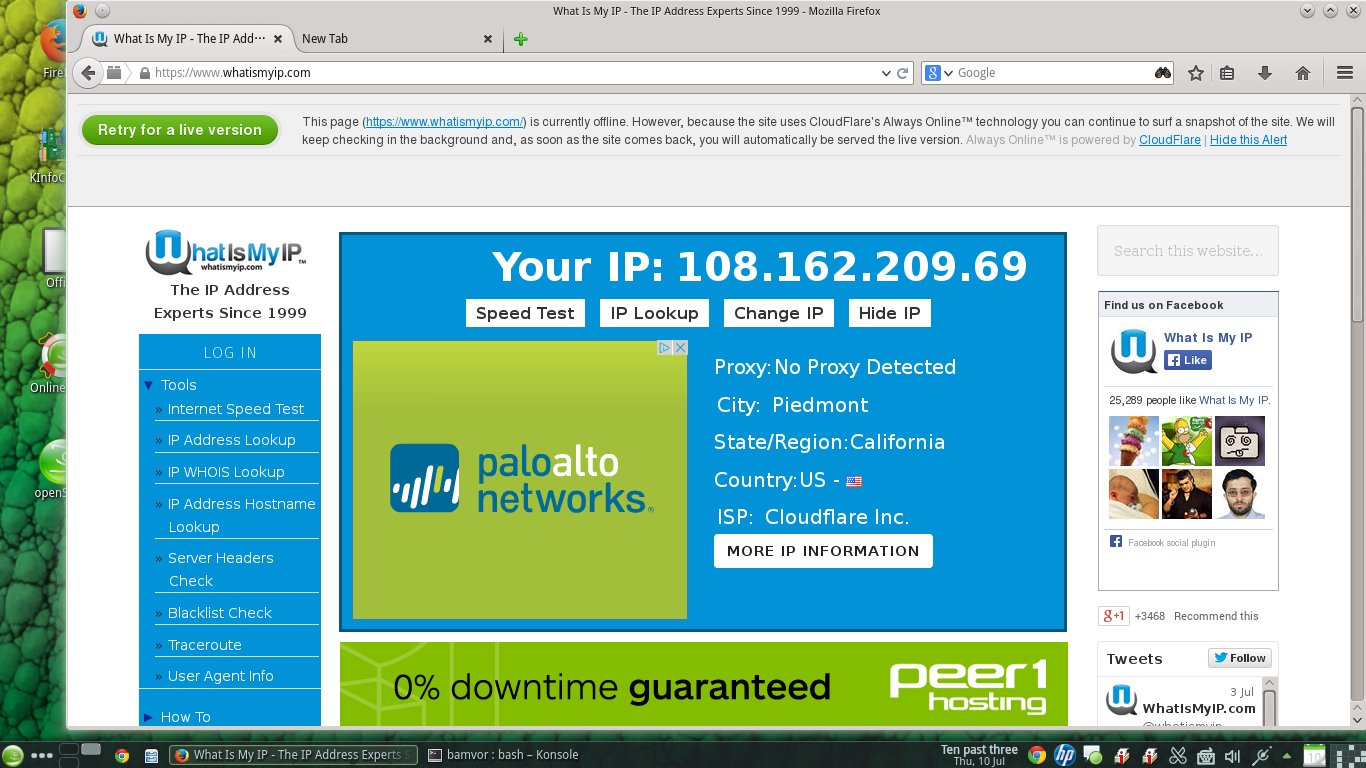 What Is My IP - The IP Address Experts Since 1999 - Mozilla Firefox
What Is My IP - The IP Add··· New Tab
https://www.whatismyip.com Google
Retry for a live version
This page (https://www.whatismyip.com/) is currently offline. However, because the site uses CloudFlare's Always Online™ technology you can continue to surf a snapshot of the site. We will
keep checking in the background and, as soon as the site comes back, you will automatically be served the live version. Always Online™ is powered by CloudFlare | Hide this Alert
Firef
KInfoC
Offi
Online
openS
WhatIsMyIP™
whatismyip.com
The IP Address
Experts Since 1999
LOG IN
Tools
» Internet Speed Test
» IP Address Lookup
» IP WHOIS Lookup
» IP Address Hostname
Lookup
» Server Headers
Check
» Blacklist Check
» Traceroute
» User Agent Info
How To
Your IP: 108.162.209.69
Speed Test IP Lookup Change IP Hide IP
paloalto
networks®
Proxy: No Proxy Detected
City: Piedmont
State/Region:California
Country:US -
ISP: Cloudflare Inc.
MORE IP INFORMATION
0% downtime guaranteed
peer1
hosting
Search this website...
Find us on Facebook
What Is My IP
Like
25,289 people like What Is My IP.
Facebook social plugin
g+1 +3468 Recommend this
Tweets Follow
3 Jul
WhatIsMyIP.com
@whatismyip
What Is My IP - The IP Address Experts S
bamvor : bash – Konsole
Ten past three
Thu, 10 Jul
hp
10